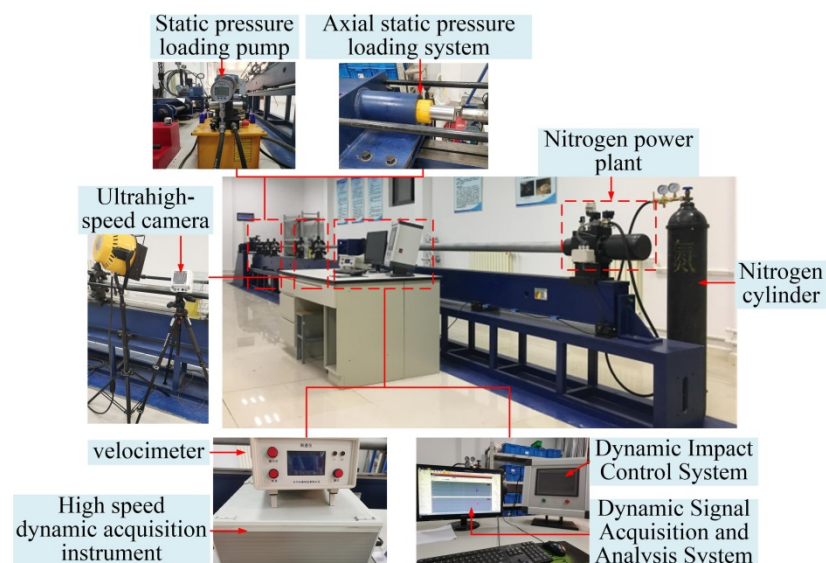 Static pressure
loading pump
Axial static pressure
loading system
Nitrogen power
plant
Ultrahigh-
speed camera
氮
Nitrogen
cylinder
velocimeter
High speed
dynamic acquisition
instrument
Dynamic Impact
Control System
Dynamic Signal
Acquisition and
Analysis System